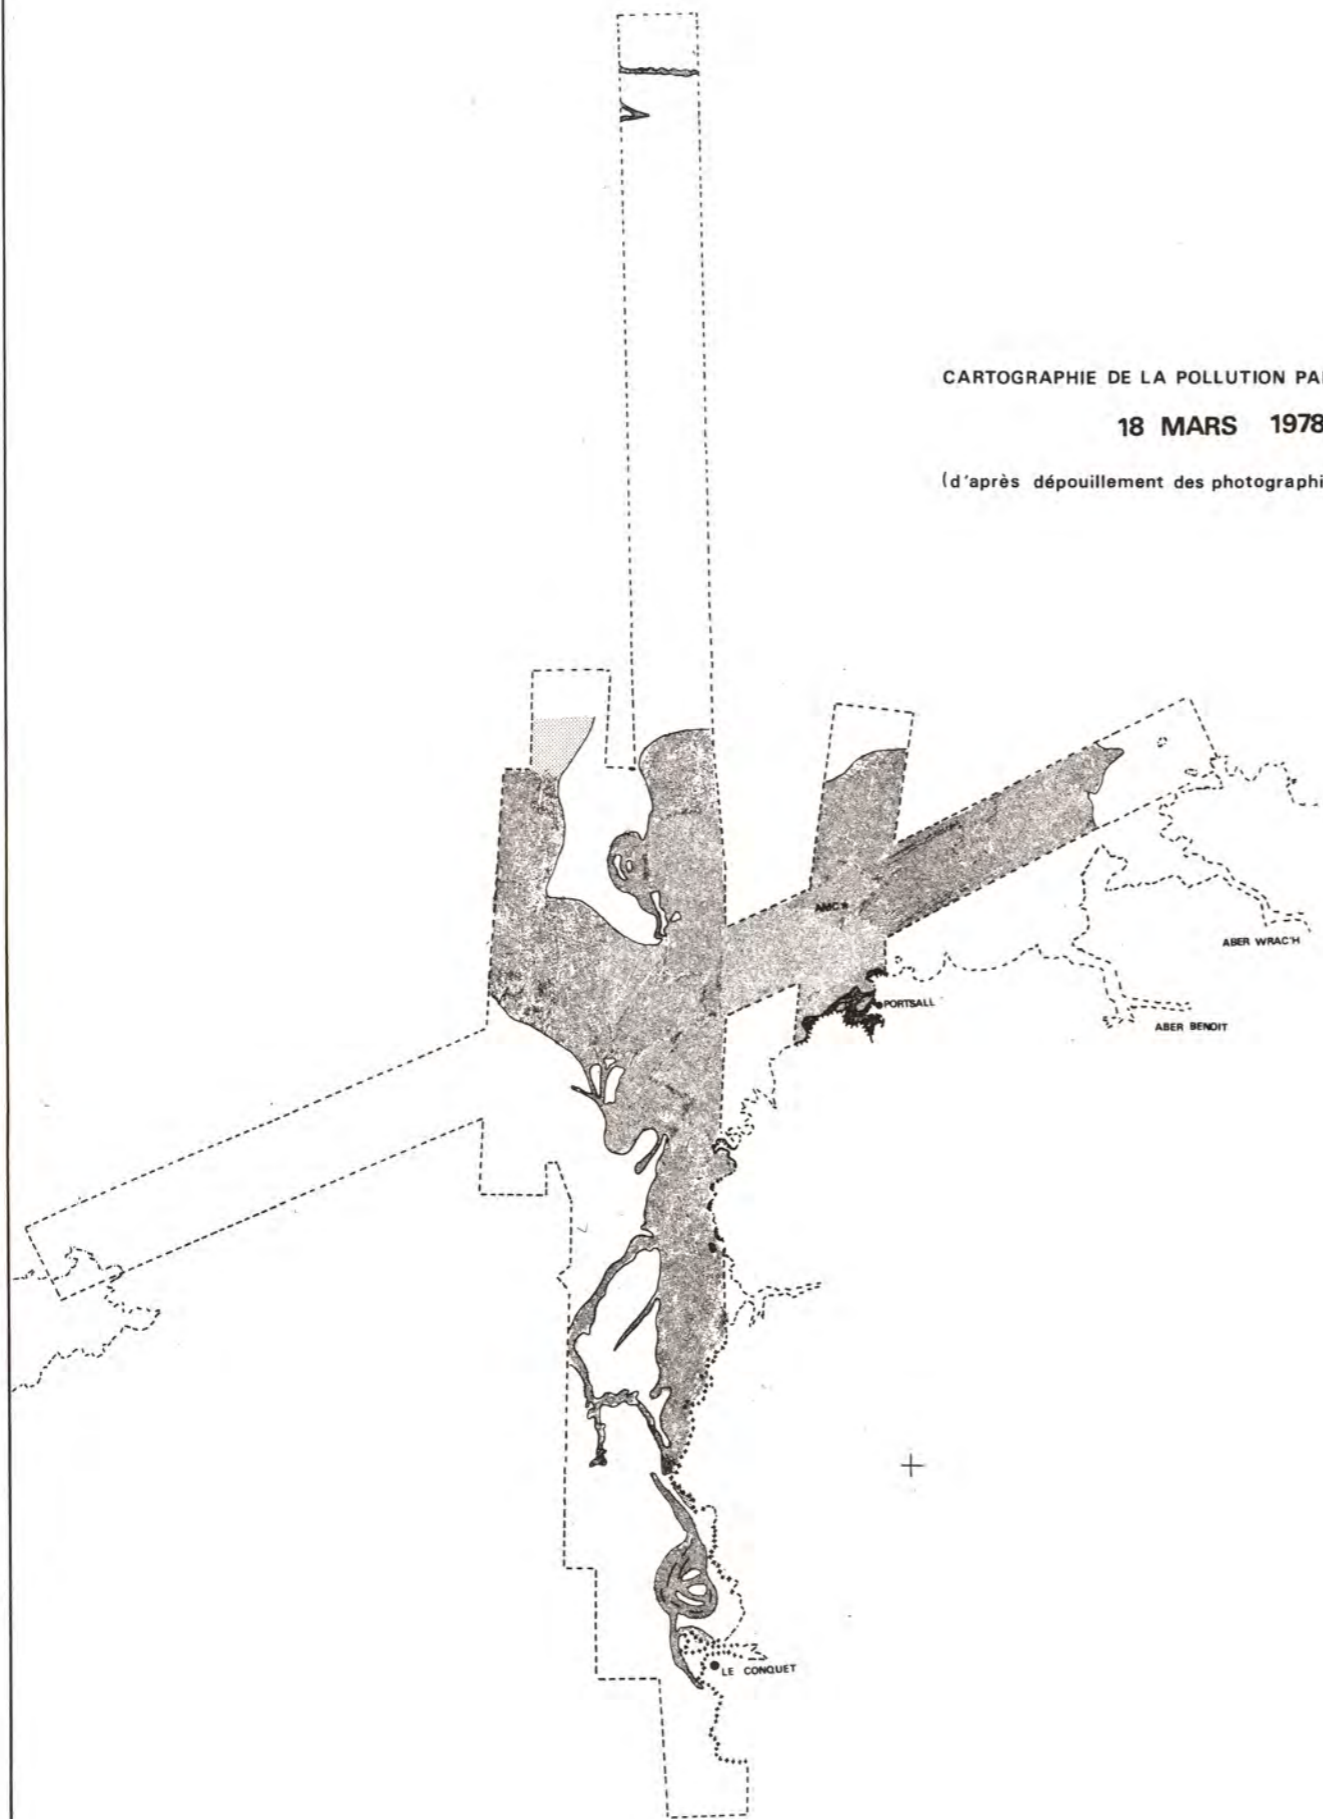 CARTOGRAPHIE DE LA POLLUTION PA
18 MARS 1978
(d'après dépouillement des photographi
AMC
ABER WRAC'H
PORTSALL
ABER BENOIT
LE CONQUET